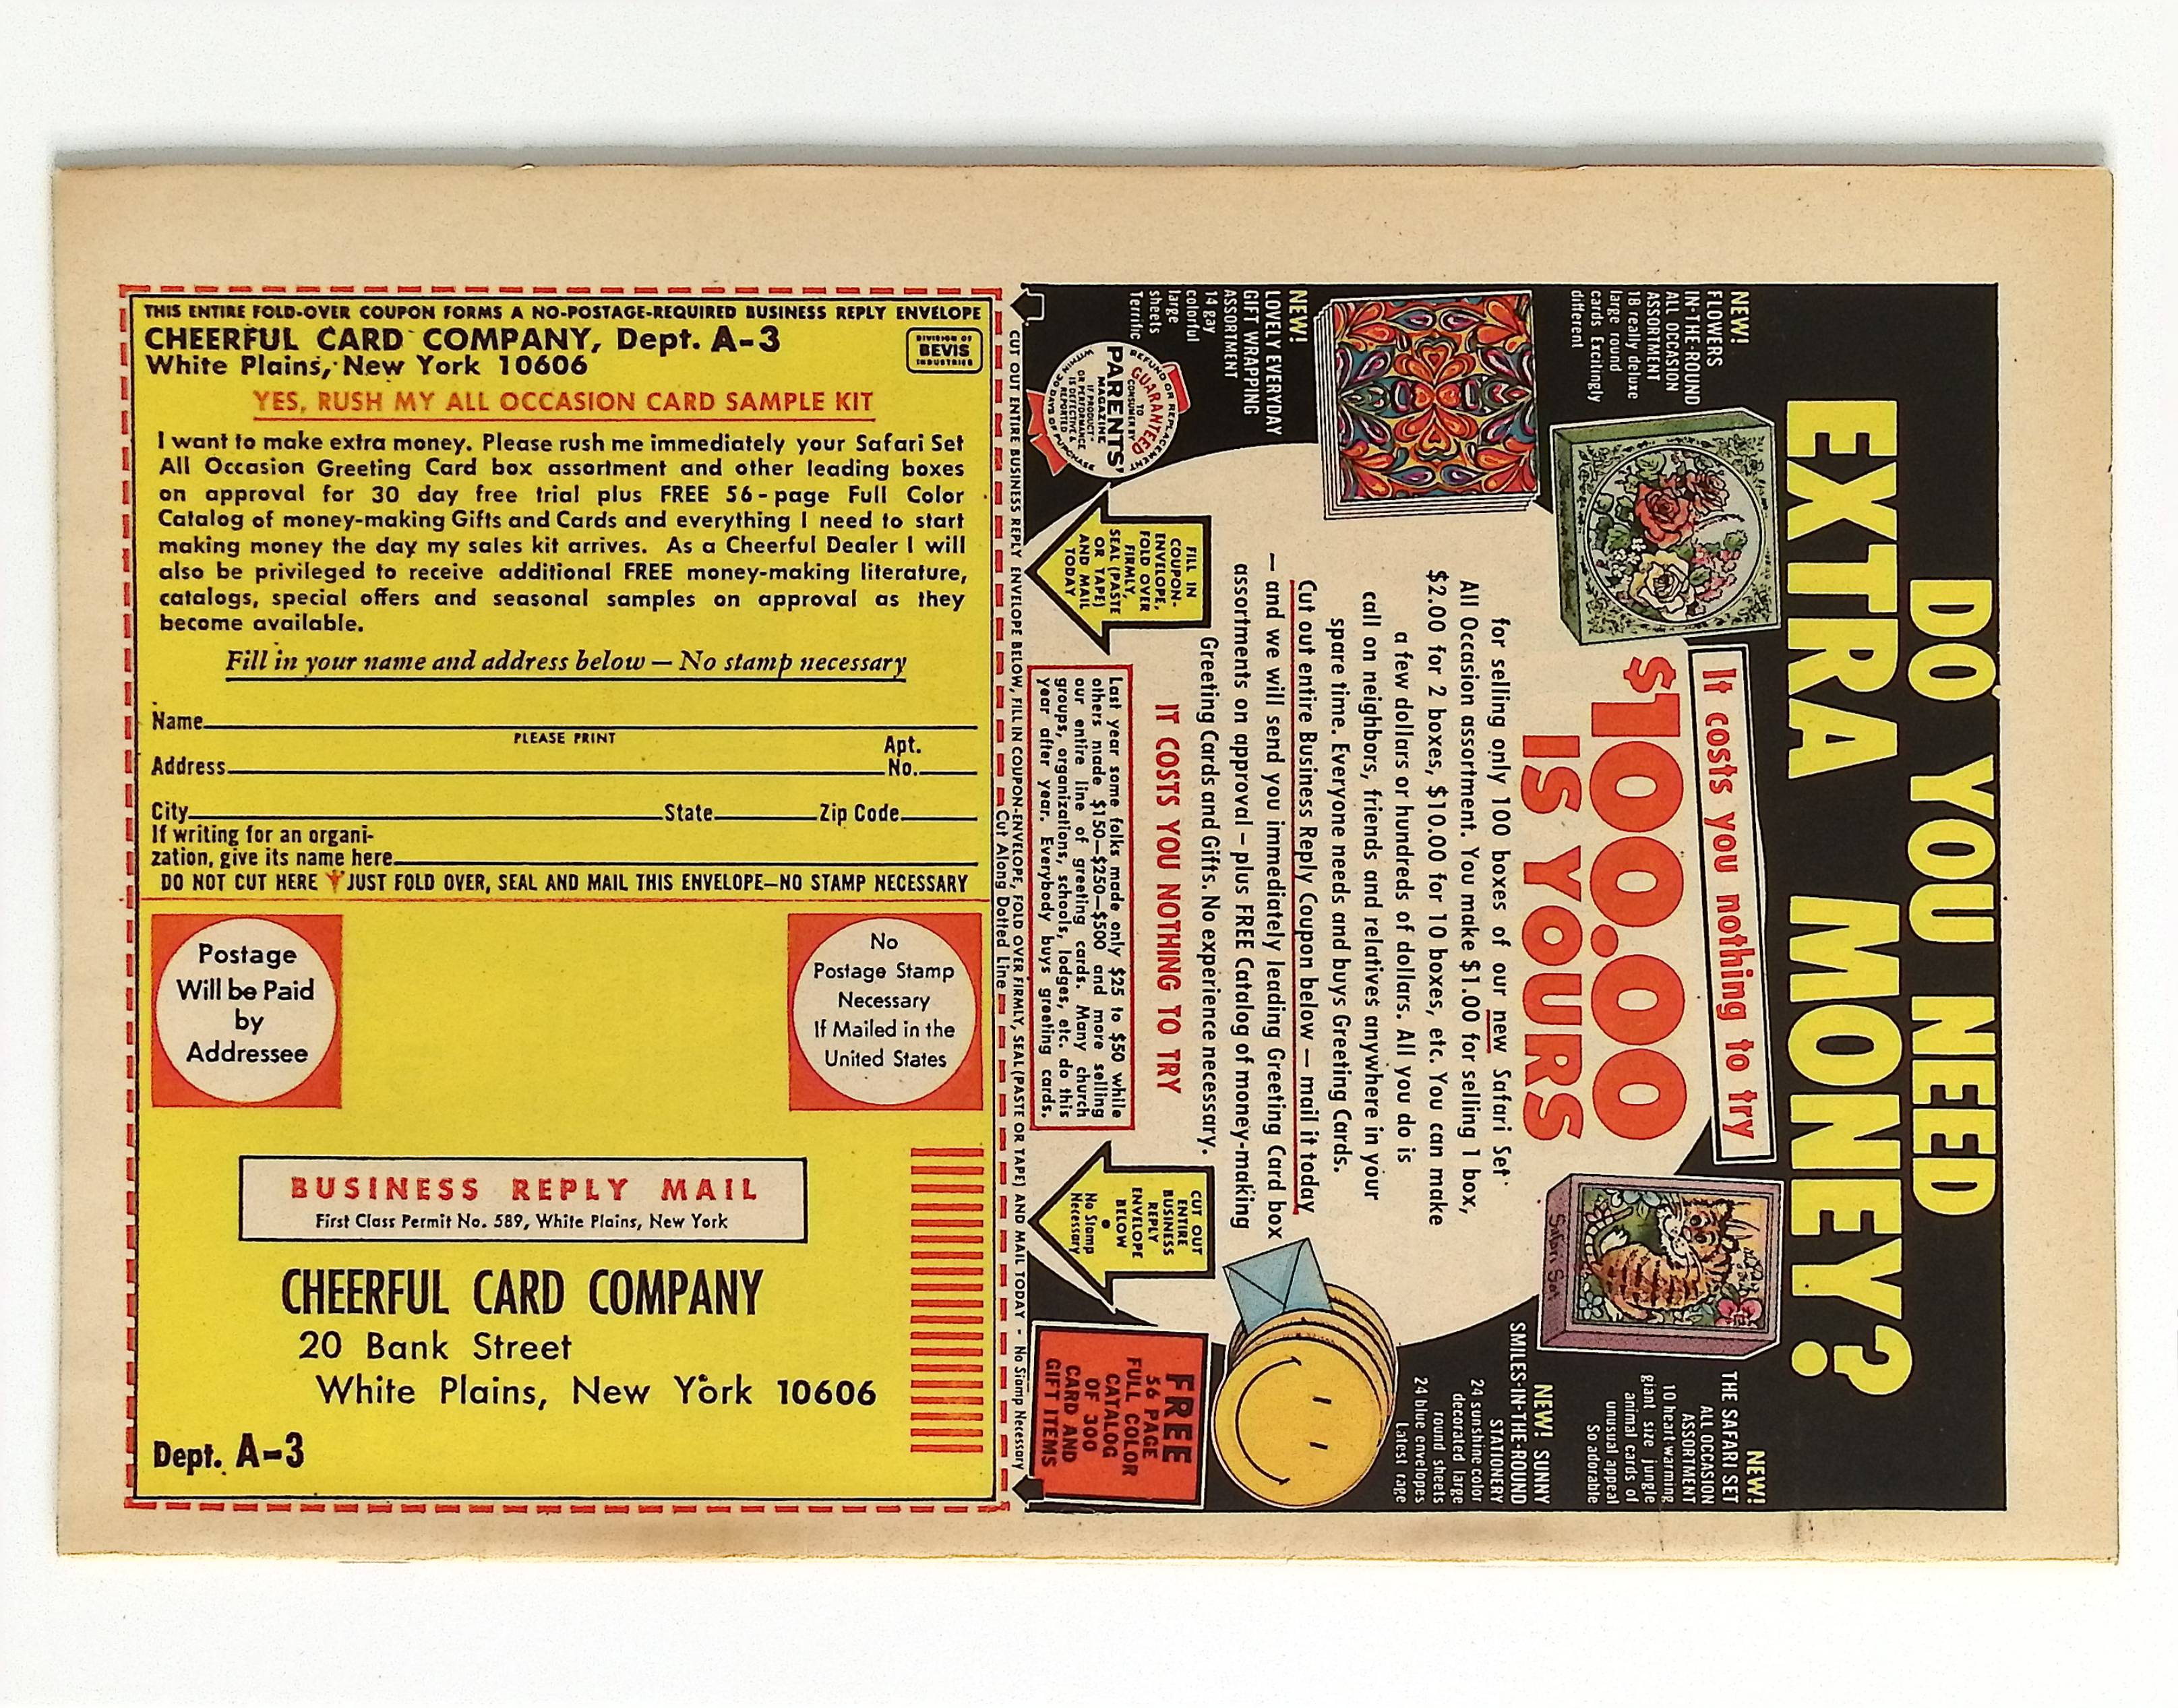 DO YOU NEED
EXTRA MONEY?
It costs you nothing to try
$100.00
IS YOURS
NEW!
FLOWERS
IN-THE-ROUND
ALL OCCASION
ASSORTMENT
18 really deluxe
large round
cards Excitingly
different
NEW!
THE SAFARI SET
ALL OCCASION
ASSORTMENT
10 heart warming
giant size jungle
animal cards of
unusual appeal
So adorable
Safari Set
for selling only 100 boxes of our new Safari Set
All Occasion assortment. You make $1.00 for selling 1 box,
$2.00 for 2 boxes, $10.00 for 10 boxes, etc. You can make
a few dollars or hundreds of dollars. All you do is
call on neighbors, friends and relatives anywhere in your
spare time. Everyone needs and buys Greeting Cards.
Cut out entire Business Reply Coupon below — mail it today
— and we will send you immediately leading Greeting Card box
assortments on approval – plus FREE Catalog of money-making
Greeting Cards and Gifts. No experience necessary.
NEW! SUNNY
SMILES-IN-THE-ROUND
STATIONERY
24 sunshine color
decorated large
round sheets
24 blue envelopes
Latest rage
NEW!
LOVELY EVERYDAY
GIFT WRAPPING
ASSORTMENT
14 gay
colorful
large
sheets
Terrific
REFUND OR REPLACEMENT
GUARANTEED
TO
CONSUMER BY
PARENTS'
MAGAZINE
IF PRODUCT
OR PERFORMANCE
IS DEFECTIVE &
REPORTED
WITHIN 30 DAYS OF PURCHASE
IT COSTS YOU NOTHING TO TRY
FILL IN
COUPON-
ENVELOPE,
FOLD OVER
FIRMLY,
SEAL (PASTE
OR TAPE)
AND MAIL
TODAY
Last year some folks made only $25 to $50 while
others made $150—$250—$500 and more selling
our entire line of greeting cards. Many church
groups, organizations, schools, lodges, etc. do this
year after year. Everybody buys greeting cards.
CUT OUT
ENTIRE
BUSINESS
REPLY
ENVELOPE
BELOW
●
No Stamp
Necessary
FREE
56 PAGE
FULL COLOR
CATALOG
OF 300
CARD AND
GIFT ITEMS
CUT OUT ENTIRE BUSINESS REPLY ENVELOPE BELOW, FILL IN COUPON-ENVELOPE, FOLD OVER FIRMLY, SEAL (PASTE OR TAPE) AND MAIL TODAY – No Stamp Necessary
Cut Along Dotted Line
THIS ENTIRE FOLD-OVER COUPON FORMS A NO-POSTAGE-REQUIRED BUSINESS REPLY ENVELOPE
CHEERFUL CARD COMPANY, Dept. A-3
White Plains, New York 10606
DIVISION OF
BEVIS
INDUSTRIES
YES, RUSH MY ALL OCCASION CARD SAMPLE KIT
I want to make extra money. Please rush me immediately your Safari Set
All Occasion Greeting Card box assortment and other leading boxes
on approval for 30 day free trial plus FREE 56-page Full Color
Catalog of money-making Gifts and Cards and everything I need to start
making money the day my sales kit arrives. As a Cheerful Dealer I will
also be privileged to receive additional FREE money-making literature,
catalogs, special offers and seasonal samples on approval as they
become available.
Fill in your name and address below — No stamp necessary
Name
PLEASE PRINT
Address Apt. No.
City State Zip Code
If writing for an organi-
zation, give its name here
DO NOT CUT HERE JUST FOLD OVER, SEAL AND MAIL THIS ENVELOPE—NO STAMP NECESSARY
Postage
Will be Paid
by
Addressee
No
Postage Stamp
Necessary
If Mailed in the
United States
BUSINESS REPLY MAIL
First Class Permit No. 589, White Plains, New York
CHEERFUL CARD COMPANY
20 Bank Street
White Plains, New York 10606
Dept. A-3